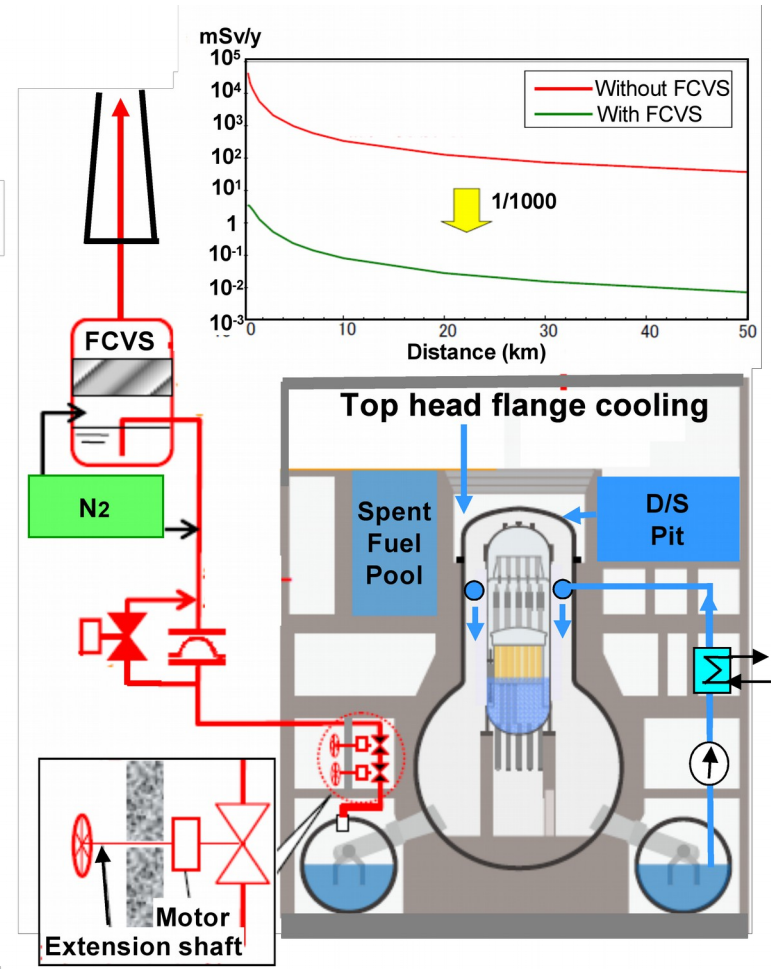 mSv/y
10⁵
10⁴
10³
10²
10¹
1
10⁻¹
10⁻²
10⁻³
Without FCVS
With FCVS
1/1000
0
10
20
30
40
50
Distance (km)
FCVS
N2
Top head flange cooling
Spent
Fuel
Pool
D/S
Pit
Motor
Extension shaft